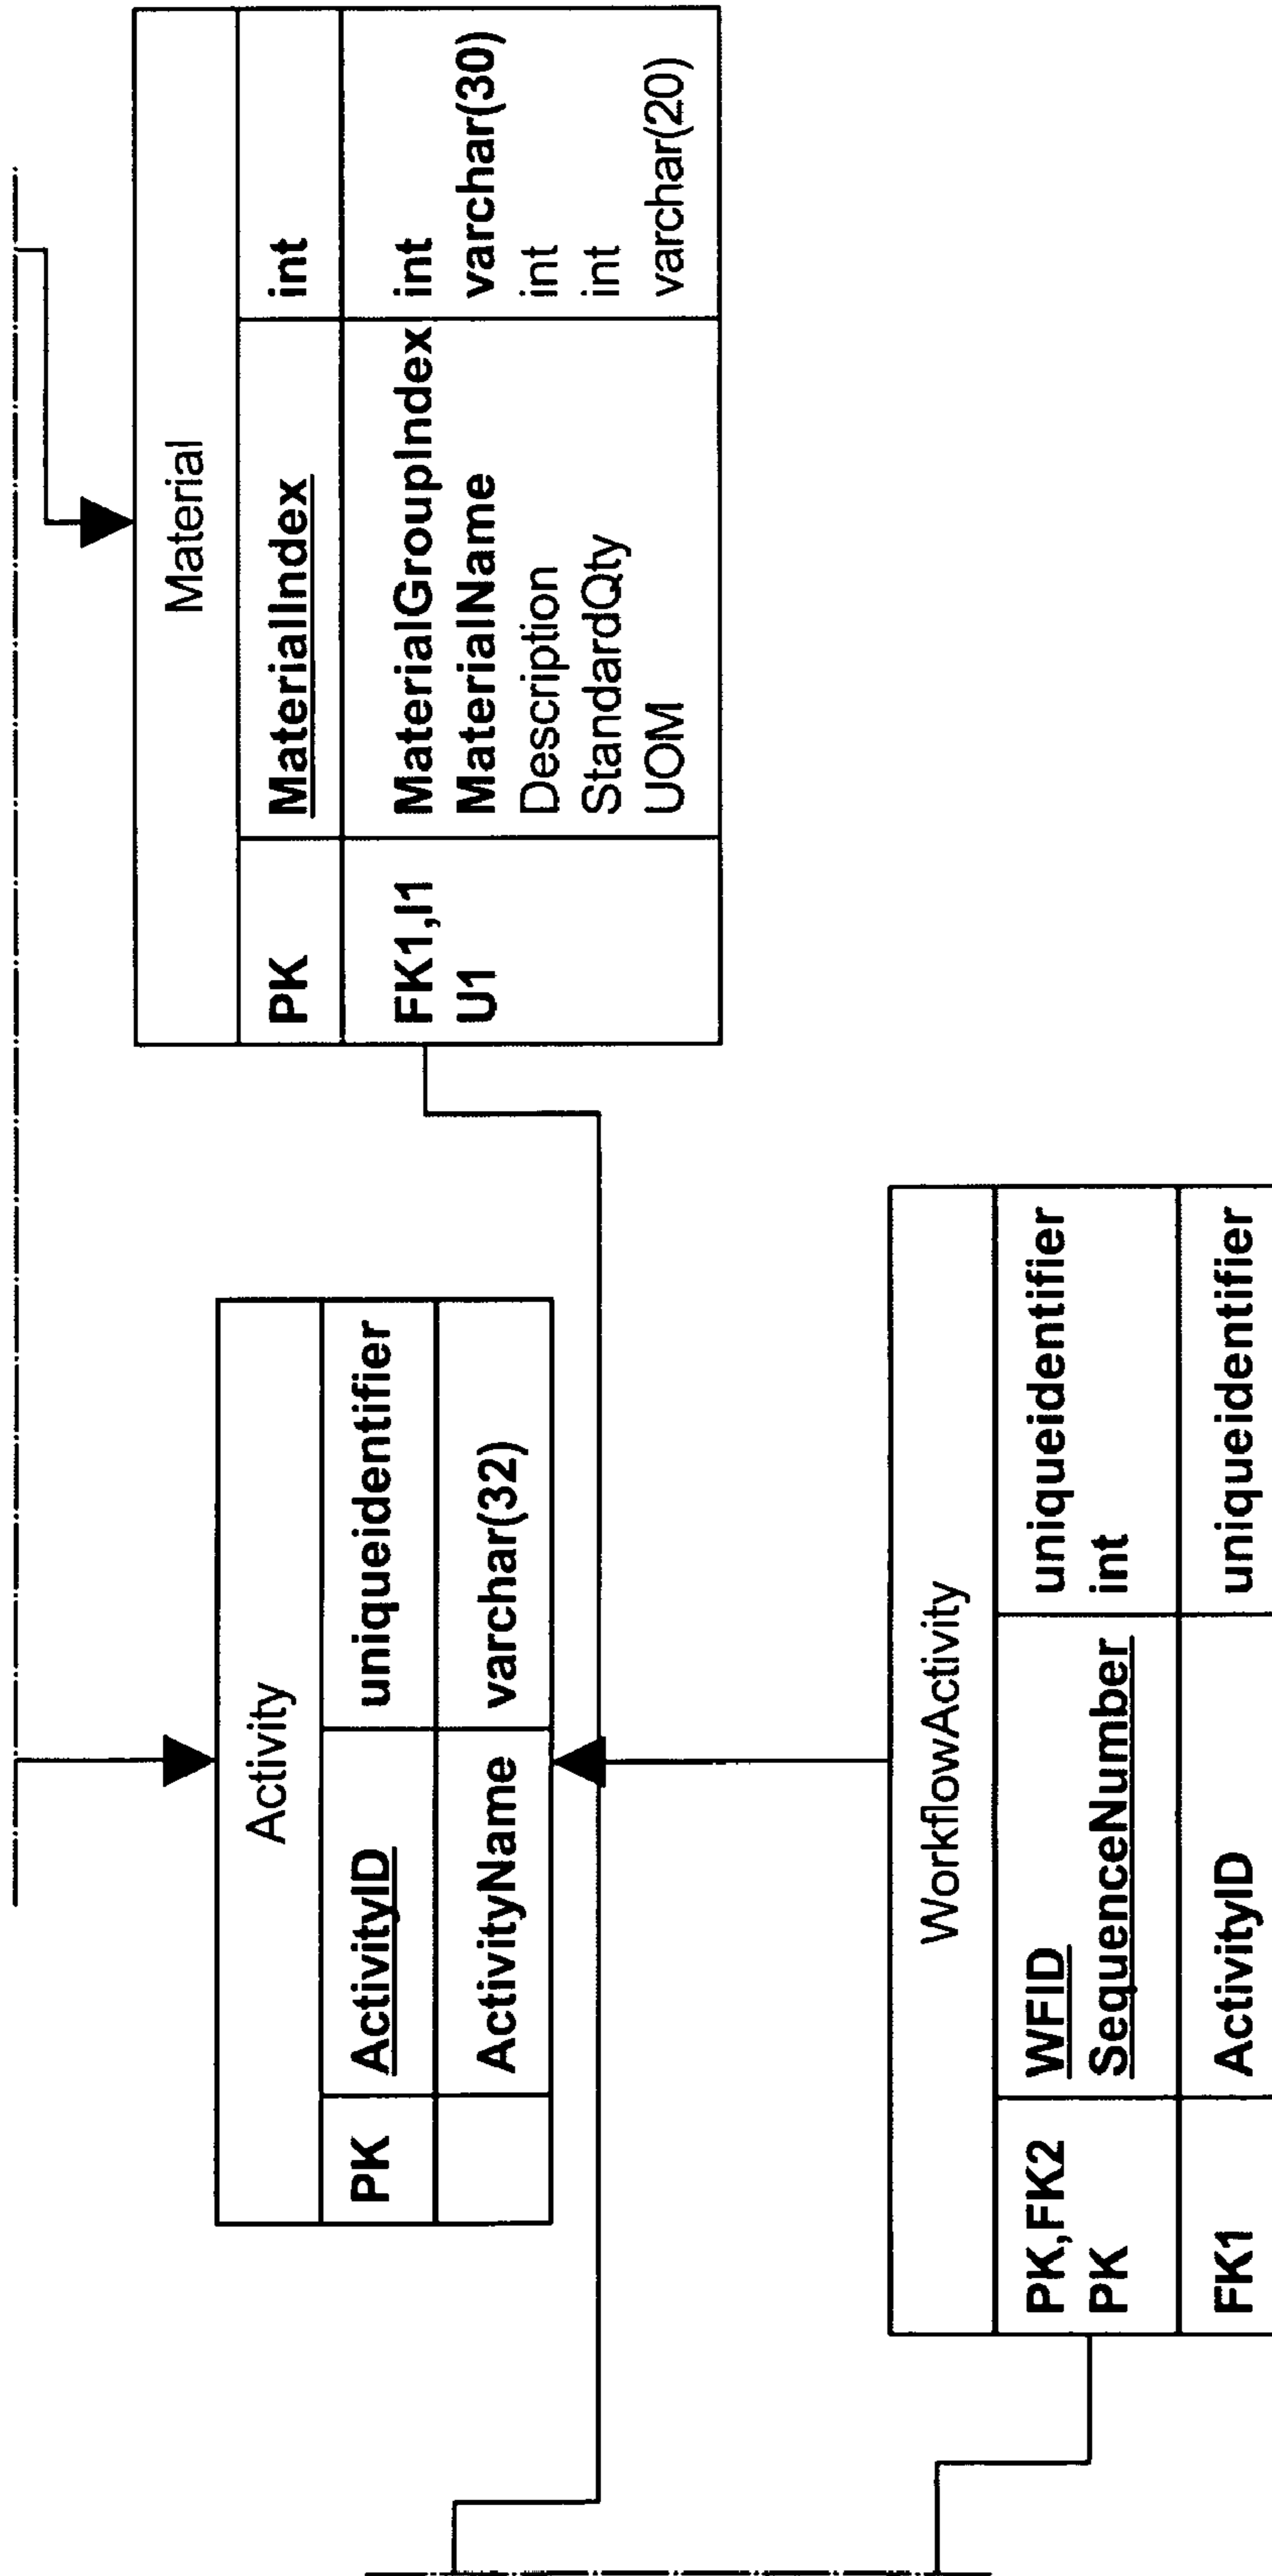 Material
PK MaterialIndex int
FK1,I1 MaterialGroupIndex int
U1 MaterialName varchar(30)
Description int
StandardQty int
UOM varchar(20)
Activity
PK ActivityID uniqueidentifier
ActivityName varchar(32)
WorkflowActivity
PK,FK2 WFID uniqueidentifier
PK SequenceNumber int
FK1 ActivityID uniqueidentifier